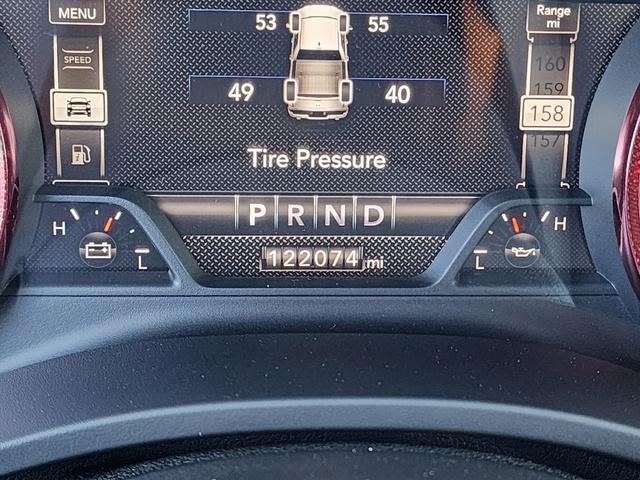 MENU
53 55
Range
mi
SPEED
160
159
49 40
158
157
Tire Pressure
P R N D
H L
122074 mi
L H